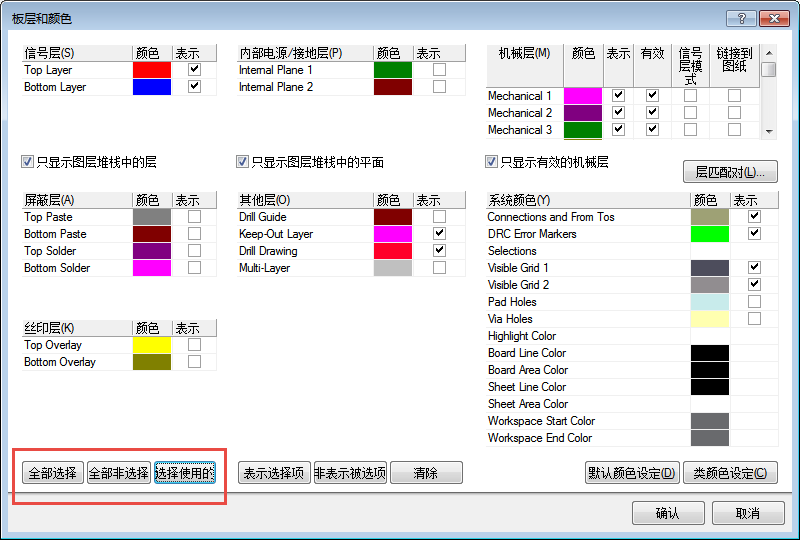 板层和颜色
信号层(S) 颜色 表示
Top Layer
Bottom Layer
内部电源/接地层(P) 颜色 表示
Internal Plane 1
Internal Plane 2
机械层(M) 颜色 表示 有效 信号层模式 链接到图纸
Mechanical 1
Mechanical 2
Mechanical 3
只显示图层堆栈中的层
只显示图层堆栈中的平面
只显示有效的机械层
层匹配对(L)...
屏蔽层(A) 颜色 表示
Top Paste
Bottom Paste
Top Solder
Bottom Solder
其他层(O) 颜色 表示
Drill Guide
Keep-Out Layer
Drill Drawing
Multi-Layer
系统颜色(Y) 颜色 表示
Connections and From Tos
DRC Error Markers
Selections
Visible Grid 1
Visible Grid 2
Pad Holes
Via Holes
Highlight Color
Board Line Color
Board Area Color
Sheet Line Color
Sheet Area Color
Workspace Start Color
Workspace End Color
丝印层(K) 颜色 表示
Top Overlay
Bottom Overlay
全部选择 全部非选择 选择使用的 表示选择项 非表示被选项 清除 默认颜色设定(D) 类颜色设定(C)
确认 取消